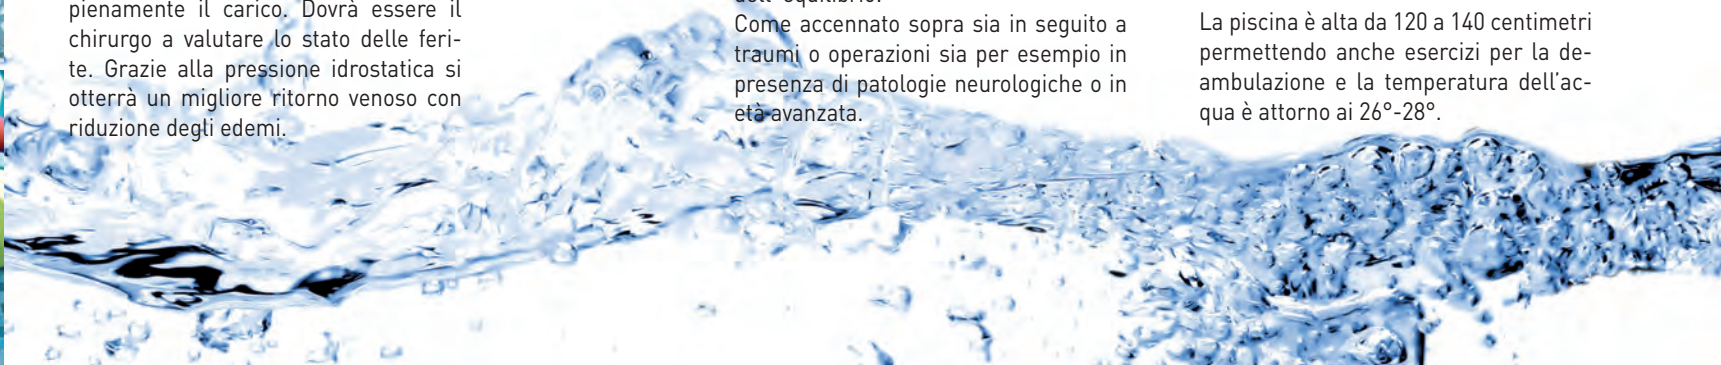 pienamente il carico. Dovrà essere il
chirurgo a valutare lo stato delle feri-
te. Grazie alla pressione idrostatica si
otterrà un migliore ritorno venoso con
riduzione degli edemi.
dell'equilibrio.
Come accennato sopra sia in seguito a
traumi o operazioni sia per esempio in
presenza di patologie neurologiche o in
età avanzata.
La piscina è alta da 120 a 140 centimetri
permettendo anche esercizi per la de-
ambulazione e la temperatura dell'ac-
qua è attorno ai 26°-28°.